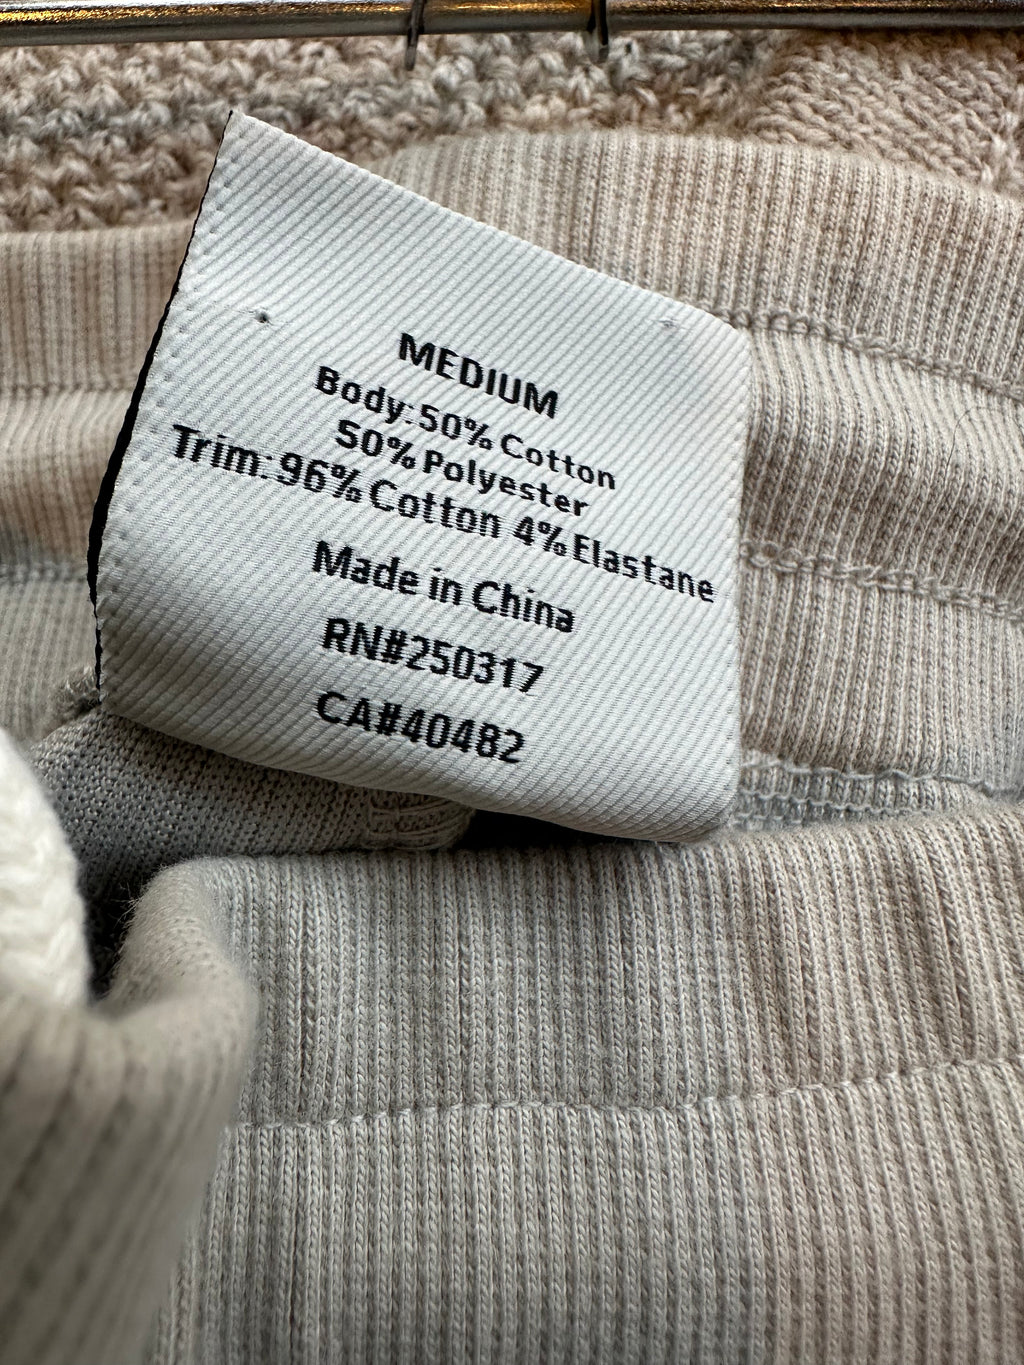 MEDIUM
Body:50% Cotton
50% Polyester
Trim:96% Cotton 4% Elastane
Made in China
RN#250317
CA#40482